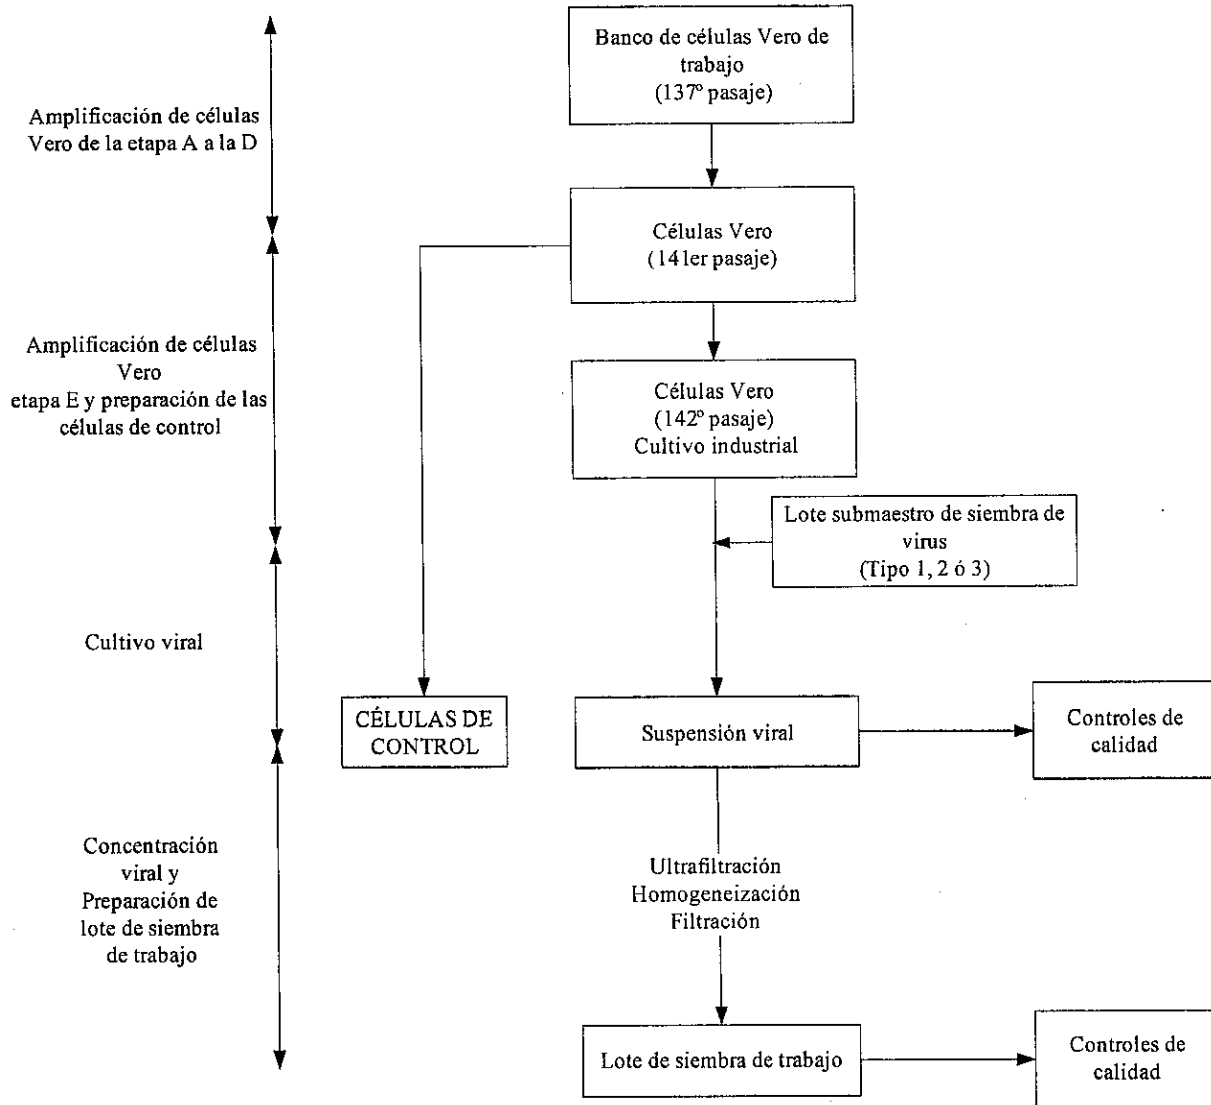 Banco de células Vero de
trabajo
(137º pasaje)
Amplificación de células
Vero de la etapa A a la D
Células Vero
(141er pasaje)
Amplificación de células
Vero
etapa E y preparación de las
células de control
Células Vero
(142º pasaje)
Cultivo industrial
Lote submaestro de siembra de
virus
(Tipo 1, 2 ó 3)
Cultivo viral
CÉLULAS DE
CONTROL
Suspensión viral
Controles de
calidad
Concentración
viral y
Preparación de
lote de siembra
de trabajo
Ultrafiltración
Homogeneización
Filtración
Lote de siembra de trabajo
Controles de
calidad